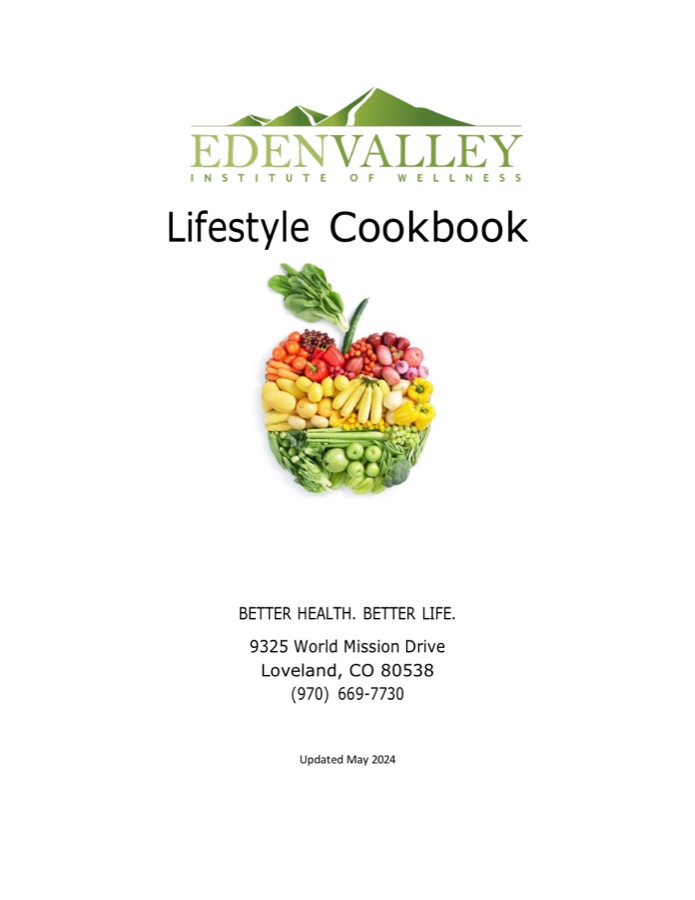 EDENVALLEY
INSTITUTE OF WELLNESS
Lifestyle Cookbook
BETTER HEALTH. BETTER LIFE.
9325 World Mission Drive
Loveland, CO 80538
(970) 669-7730
Updated May 2024